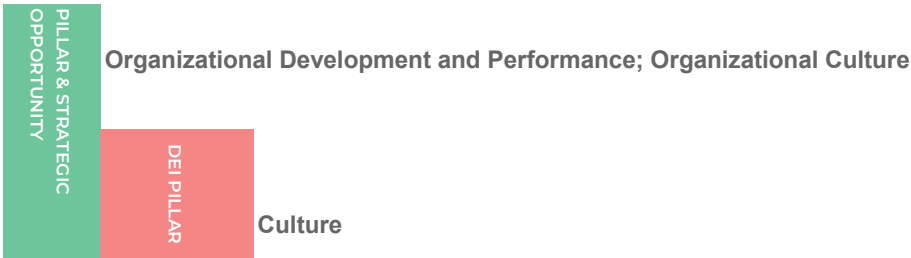 PILLAR & STRATEGIC
OPPORTUNITY
Organizational Development and Performance; Organizational Culture
DEI PILLAR
Culture